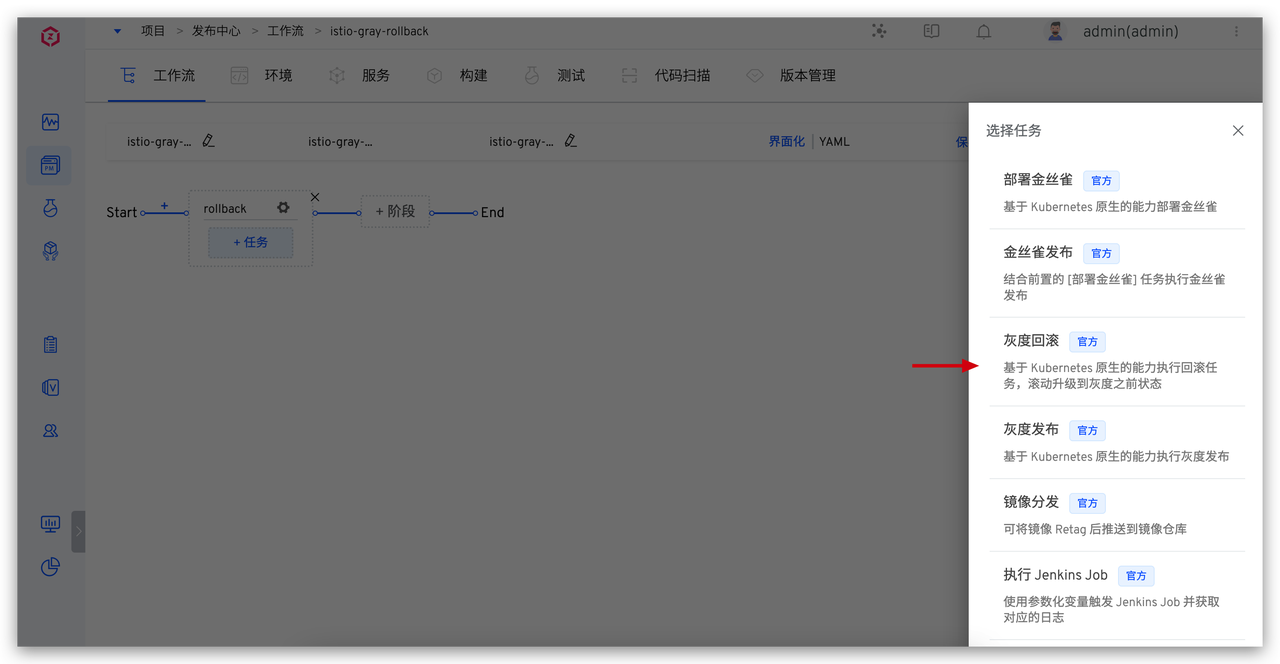 项目 > 发布中心 > 工作流 > istio-gray-rollback
admin(admin)
工作流 环境 服务 构建 测试 代码扫描 版本管理
istio-gray-... istio-gray-... istio-gray-... 界面化 | YAML 保
Start + rollback + 阶段 End
+ 任务
选择任务
部署金丝雀 官方
基于 Kubernetes 原生的能力部署金丝雀
金丝雀发布 官方
结合前置的 [部署金丝雀] 任务执行金丝雀
发布
灰度回滚 官方
基于 Kubernetes 原生的能力执行回滚任
务，滚动升级到灰度之前状态
灰度发布 官方
基于 Kubernetes 原生的能力执行灰度发布
镜像分发 官方
可将镜像 Retag 后推送到镜像仓库
执行 Jenkins Job 官方
使用参数化变量触发 Jenkins Job 并获取
对应的日志